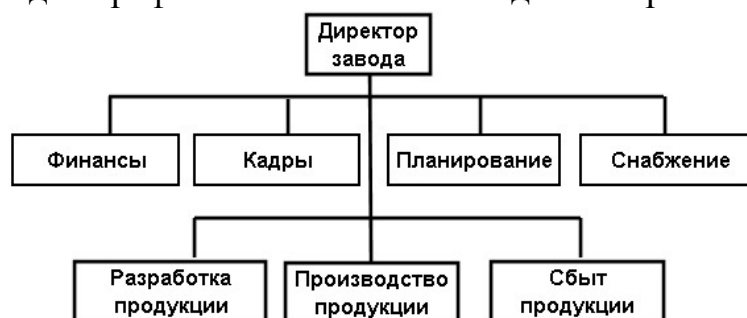 Директор
завода
Финансы
Кадры
Планирование
Снабжение
Разработка
продукции
Производство
продукции
Сбыт
продукции